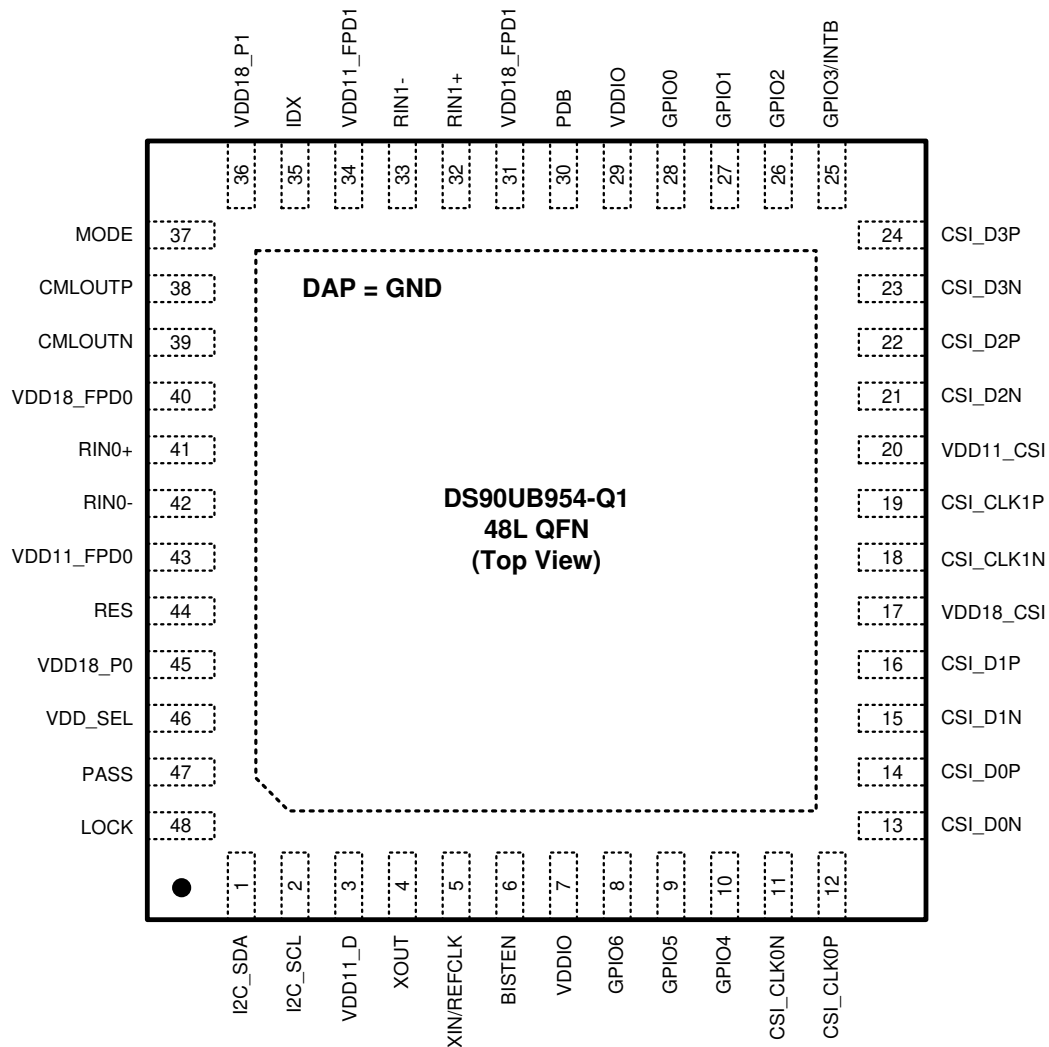 VDD18_P1
IDX
VDD11_FPD1
RIN1-
RIN1+
VDD18_FPD1
PDB
VDDIO
GPIO0
GPIO1
GPIO2
GPIO3/INTB
36
35
34
33
32
31
30
29
28
27
26
25
MODE 37
CMLOUTP 38
CMLOUTN 39
VDD18_FPD0 40
RIN0+ 41
RIN0- 42
VDD11_FPD0 43
RES 44
VDD18_P0 45
VDD_SEL 46
PASS 47
LOCK 48
DAP = GND
DS90UB954-Q1
48L QFN
(Top View)
24 CSI_D3P
23 CSI_D3N
22 CSI_D2P
21 CSI_D2N
20 VDD11_CSI
19 CSI_CLK1P
18 CSI_CLK1N
17 VDD18_CSI
16 CSI_D1P
15 CSI_D1N
14 CSI_D0P
13 CSI_D0N
1
2
3
4
5
6
7
8
9
10
11
12
I2C_SDA
I2C_SCL
VDD11_D
XOUT
XIN/REFCLK
BISTEN
VDDIO
GPIO6
GPIO5
GPIO4
CSI_CLK0N
CSI_CLK0P